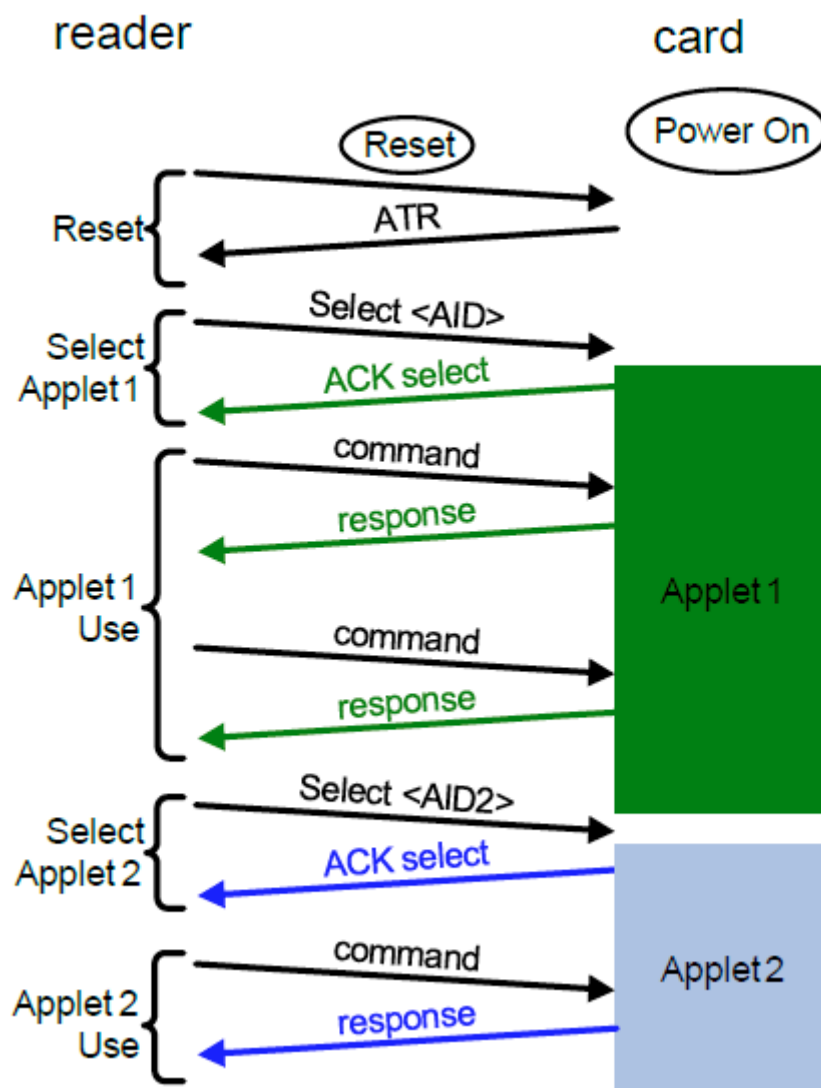 reader
card
Reset
Power On
Reset
ATR
Select <AID>
Select
Applet 1
ACK select
command
response
Applet 1
Use
Applet 1
command
response
Select <AID2>
Select
Applet 2
ACK select
command
Applet 2
Applet 2
Use
response